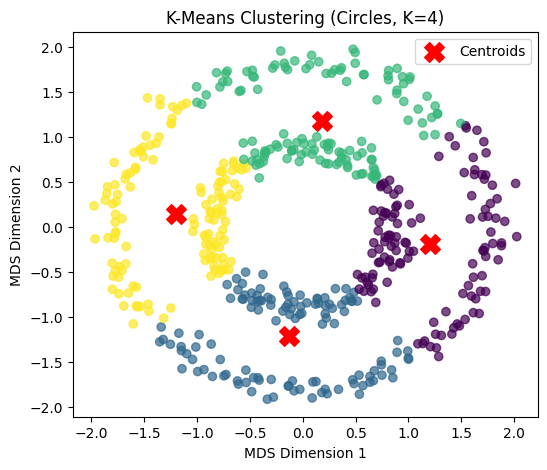 K-Means Clustering (Circles, K=4)
Centroids
MDS Dimension 2
2.0
1.5
1.0
0.5
0.0
−0.5
−1.0
−1.5
−2.0
−2.0 −1.5 −1.0 −0.5 0.0 0.5 1.0 1.5 2.0
MDS Dimension 1